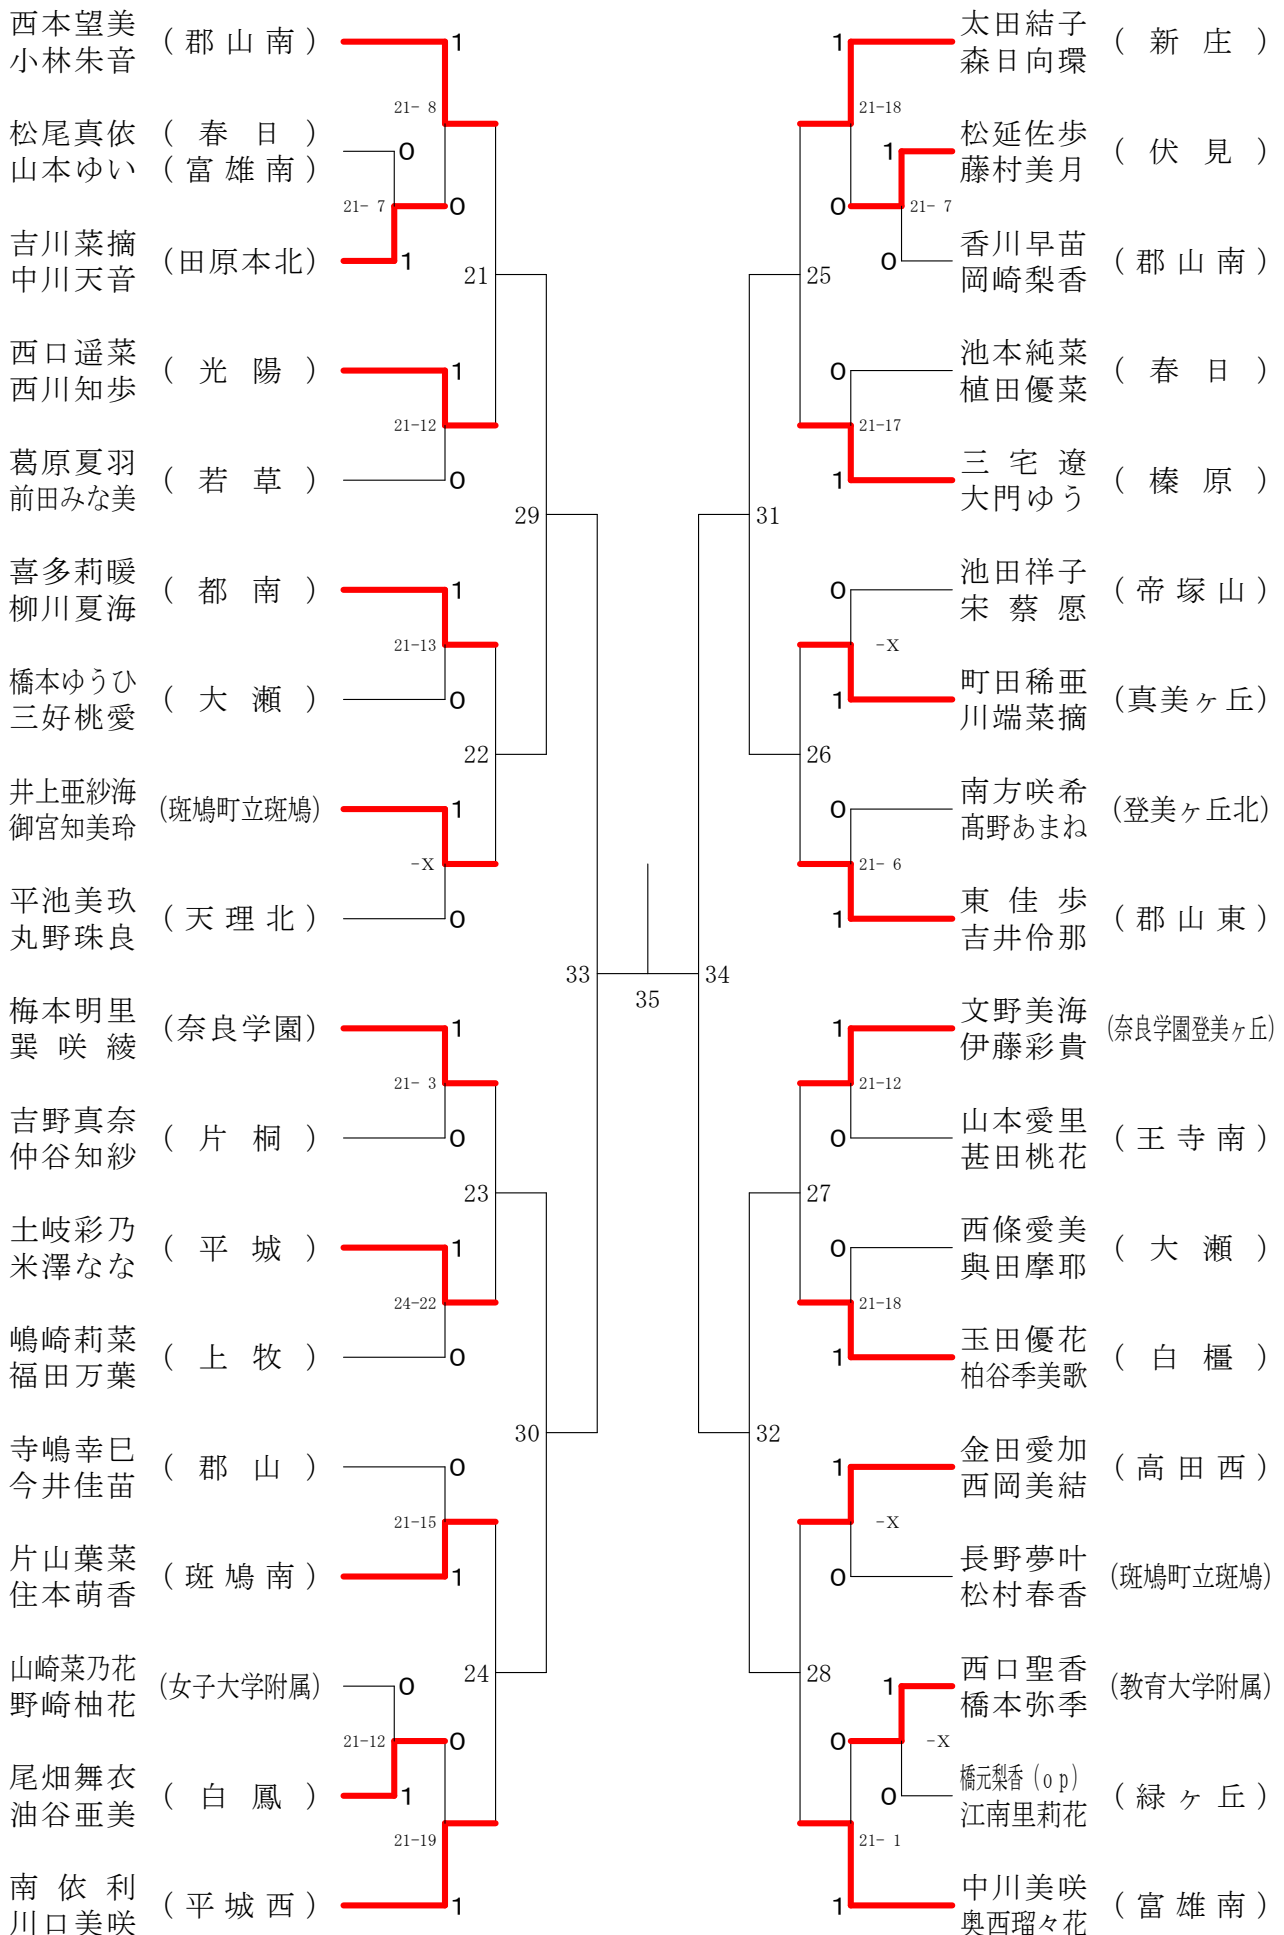 西本望美
小林朱音
(郡山南)
1
21- 8
松尾真依 (春日)
山本ゆい (富雄南)
0
21- 7
0
吉川菜摘
中川天音
(田原本北)
1
21
西口遥菜
西川知歩
(光陽)
1
21-12
葛原夏羽
前田みな美
(若草)
0
29
喜多莉暖
柳川夏海
(都南)
1
21-13
橋本ゆうひ
三好桃愛
(大瀬)
0
22
井上亜紗海
御宮知美玲
(斑鳩町立斑鳩)
1
-X
平池美玖
丸野珠良
(天理北)
0
33
梅本明里
巽咲綾
(奈良学園)
1
21- 3
吉野真奈
仲谷知紗
(片桐)
0
23
土岐彩乃
米澤なな
(平城)
1
24-22
嶋崎莉菜
福田万葉
(上牧)
0
30
寺嶋幸巳
今井佳苗
(郡山)
0
21-15
片山葉菜
住本萌香
(斑鳩南)
1
24
山崎菜乃花
野崎柚花
(女子大学附属)
0
21-12
0
尾畑舞衣
油谷亜美
(白鳳)
1
21-19
南依利
川口美咲
(平城西)
1
35
太田結子
森日向環
(新庄)
1
21-18
松延佐歩
藤村美月
(伏見)
1
0
21- 7
香川早苗
岡崎梨香
(郡山南)
0
25
池本純菜
植田優菜
(春日)
0
21-17
三宅遼
大門ゆう
(榛原)
1
31
池田祥子
宋蔡愿
(帝塚山)
0
-X
町田稀亜
川端菜摘
(真美ヶ丘)
1
26
南方咲希
髙野あまね
(登美ヶ丘北)
0
21- 6
東佳歩
吉井伶那
(郡山東)
1
34
文野美海
伊藤彩貴
(奈良学園登美ヶ丘)
1
21-12
山本愛里
甚田桃花
(王寺南)
0
27
西條愛美
與田摩耶
(大瀬)
0
21-18
玉田優花
柏谷季美歌
(白橿)
1
32
金田愛加
西岡美結
(高田西)
1
-X
長野夢叶
松村春香
(斑鳩町立斑鳩)
0
28
西口聖香
橋本弥季
(教育大学附属)
1
0
-X
橋元梨香(op)
江南里莉花
(緑ヶ丘)
0
21- 1
中川美咲
奥西瑠々花
(富雄南)
1